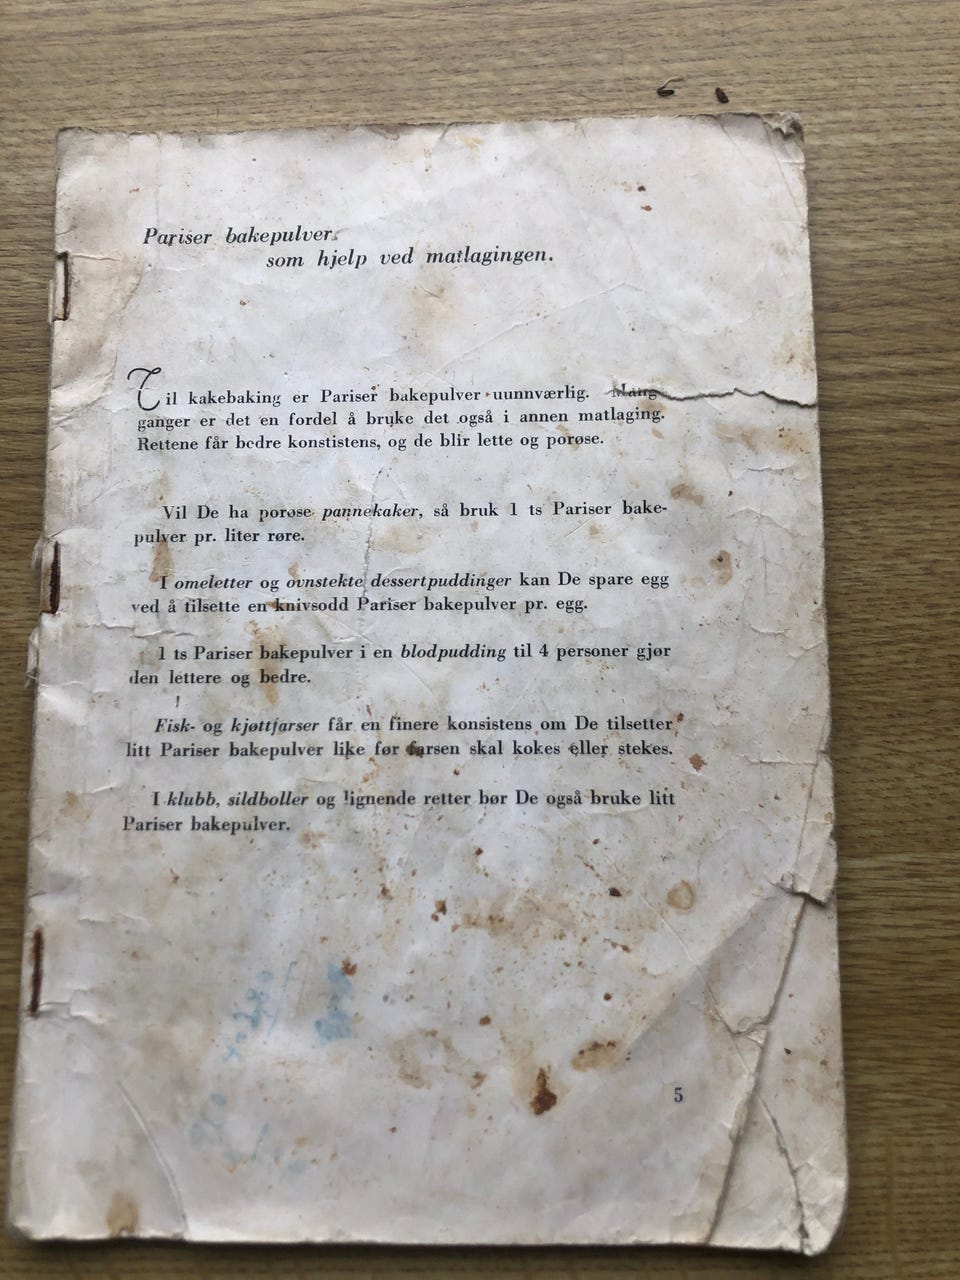 Pariser bakepulver
som hjelp ved matlagingen.
Til kakebaking er Pariser bakepulver uunnværlig. Mang
ganger er det en fordel å bruke det også i annen matlaging.
Rettene får bedre konstistens, og de blir lette og porøse.
Vil De ha porøse pannekaker, så bruk 1 ts Pariser bake-
pulver pr. liter røre.
I omeletter og ovnstekte dessertpuddinger kan De spare egg
ved å tilsette en knivsodd Pariser bakepulver pr. egg.
1 ts Pariser bakepulver i en blodpudding til 4 personer gjør
den lettere og bedre.
Fisk- og kjøttfarser får en finere konsistens om De tilsetter
litt Pariser bakepulver like før farsen skal kokes eller stekes.
I klubb, sildboller og lignende retter bør De også bruke litt
Pariser bakepulver.
5